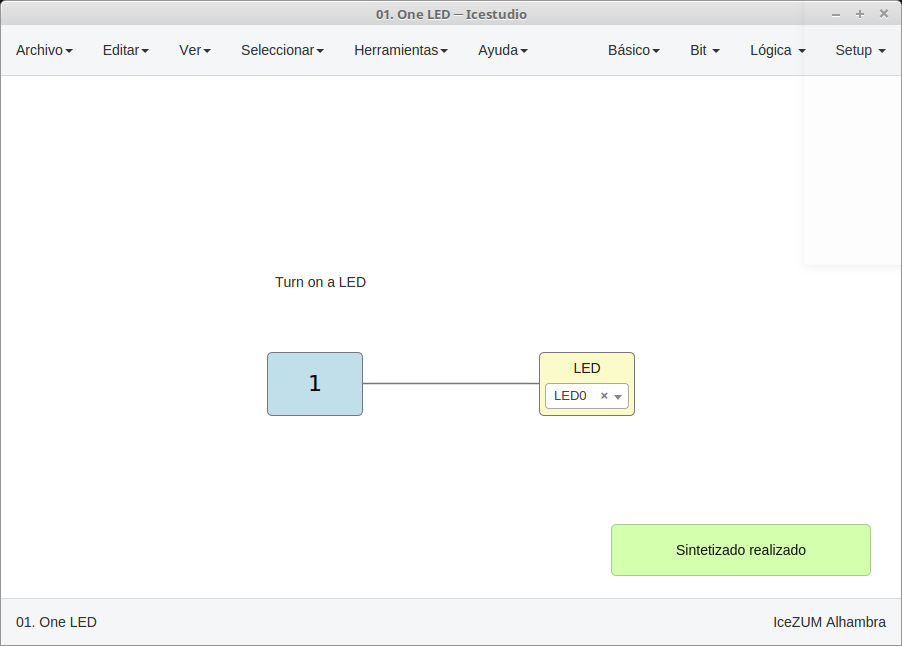 01. One LED — Icestudio
Archivo Editar Ver Seleccionar Herramientas Ayuda Básico Bit Lógica Setup
Turn on a LED
1
LED
LED0
Sintetizado realizado
01. One LED IceZUM Alhambra